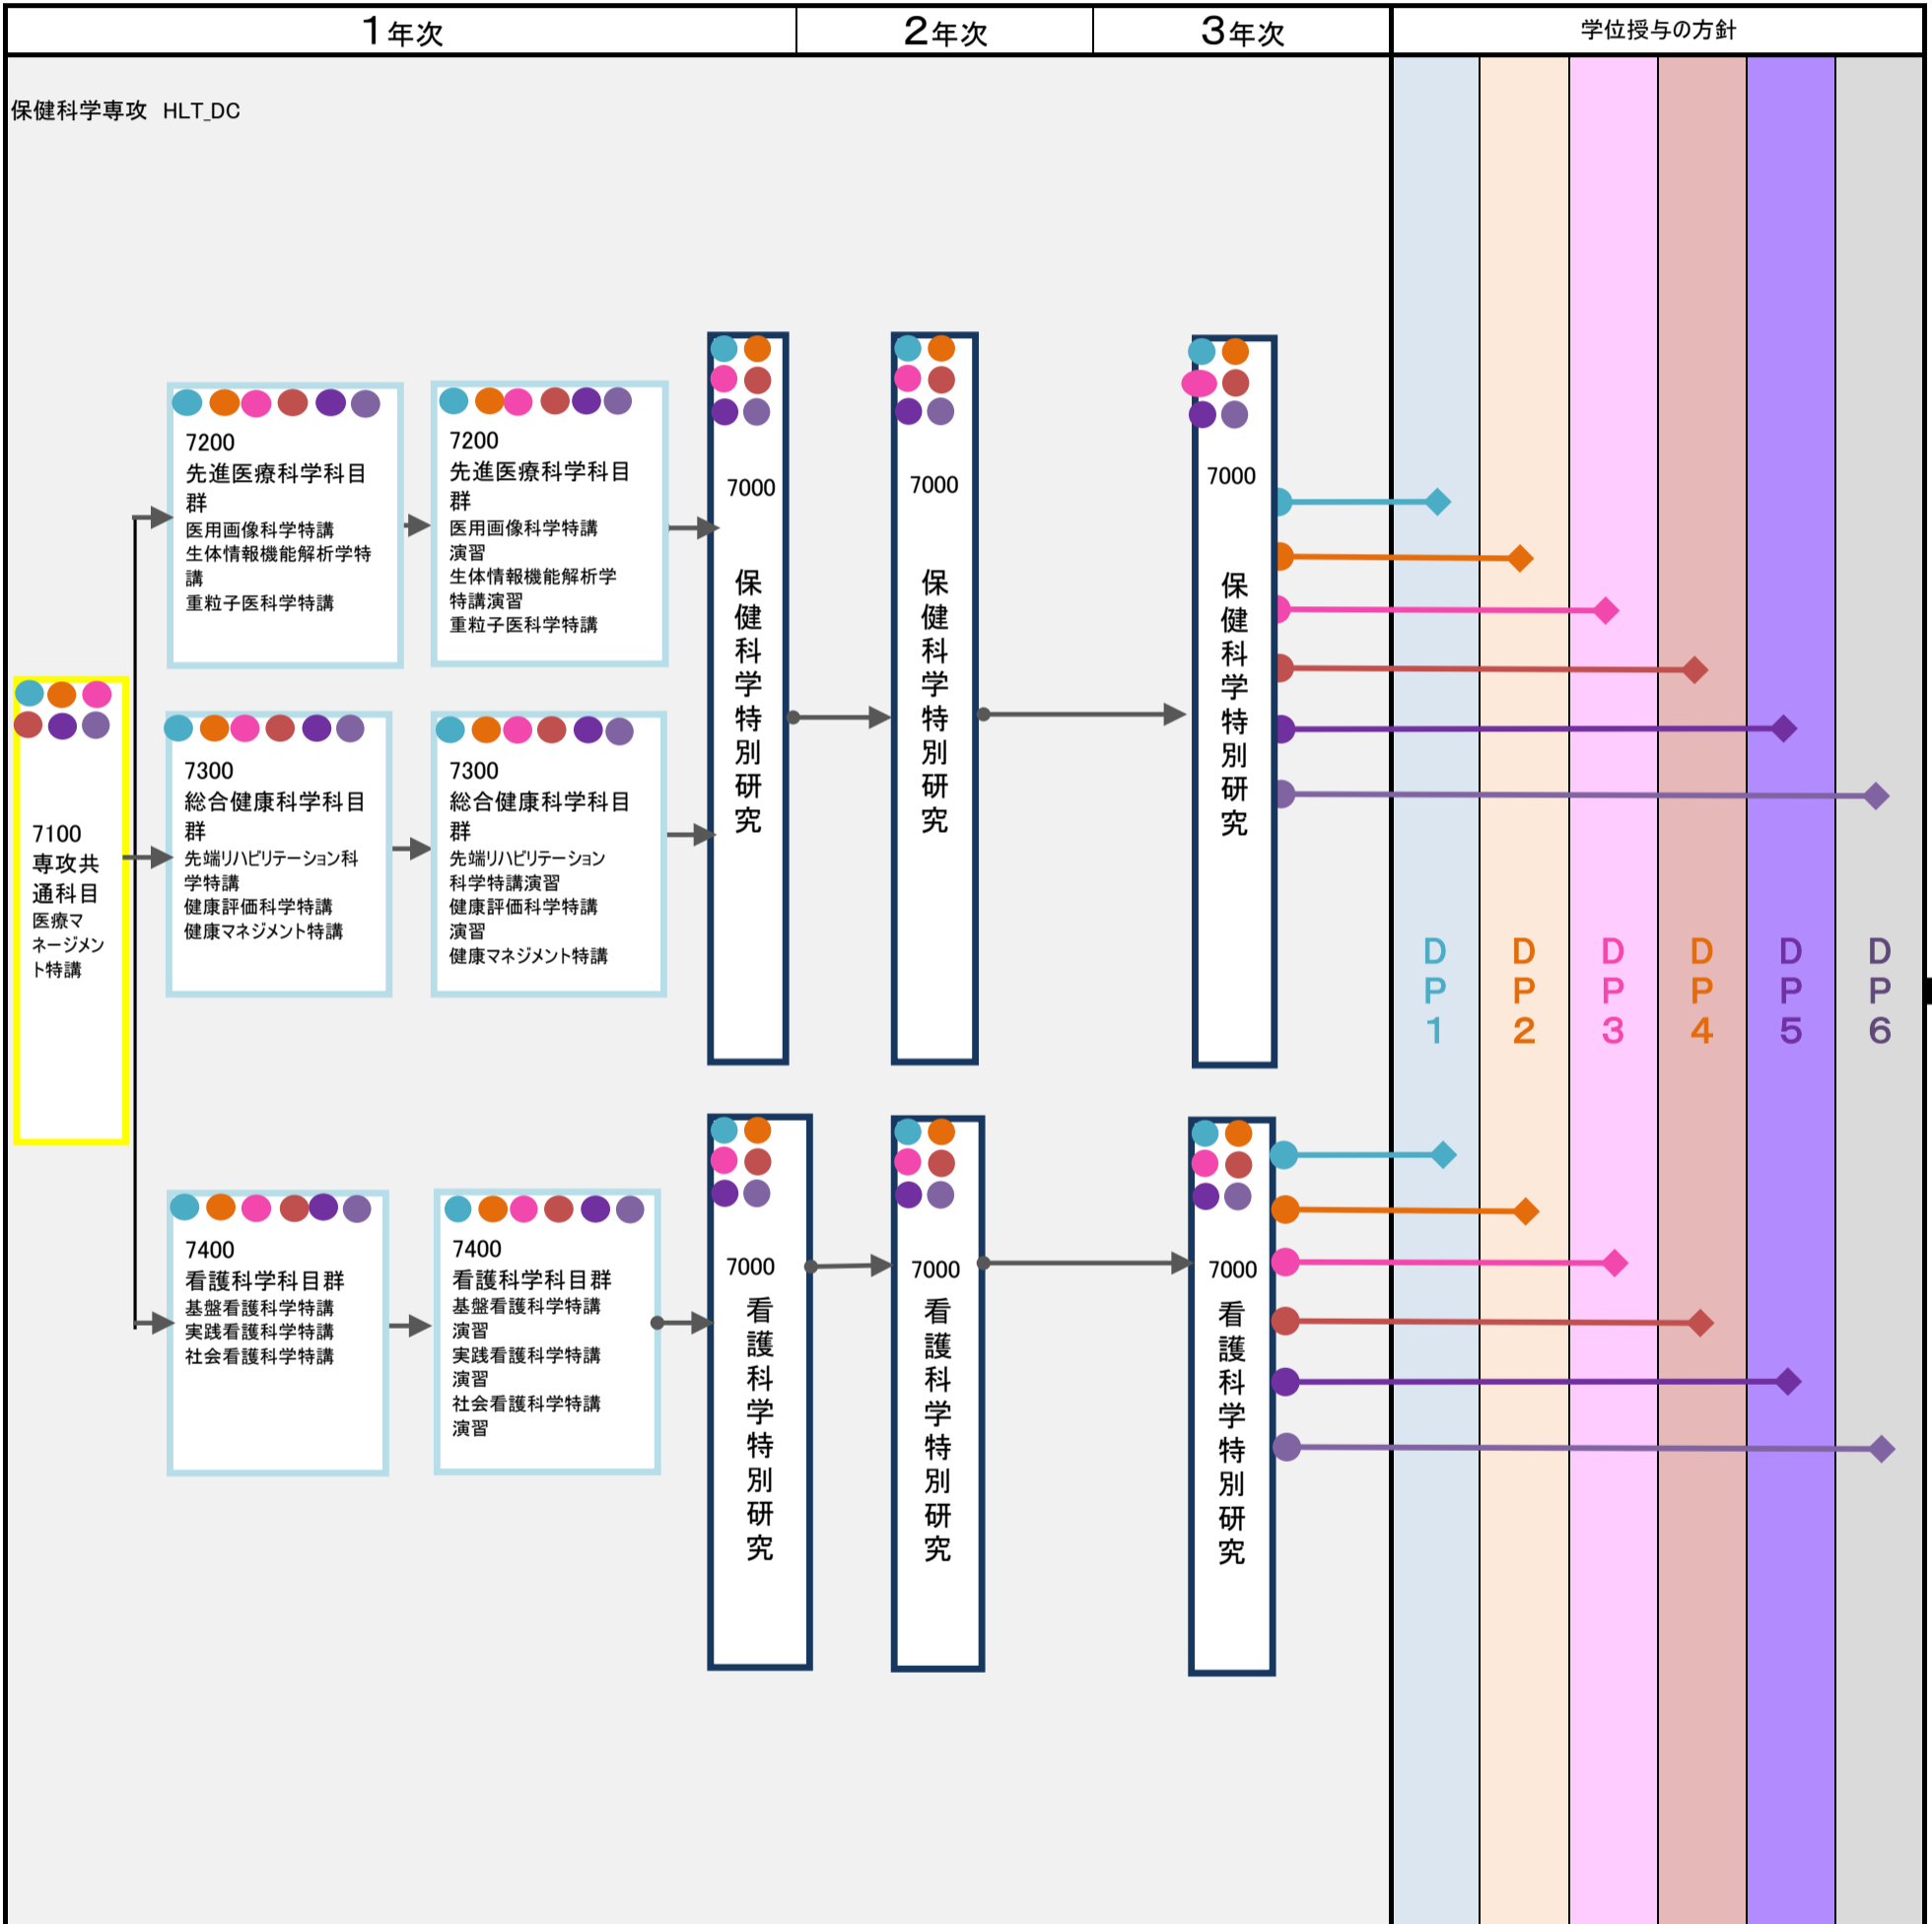 1年次
2年次
3年次
学位授与の方針
保健科学専攻 HLT_DC
7100
専攻共
通科目
医療マ
ネージメン
ト特講
7200
先進医療科学科目
群
医用画像科学特講
生体情報機能解析学特
講
重粒子医科学特講
7200
先進医療科学科目
群
医用画像科学特講
演習
生体情報機能解析学
特講演習
重粒子医科学特講
7300
総合健康科学科目
群
先端リハビリテーション科
学特講
健康評価科学特講
健康マネジメント特講
7300
総合健康科学科目
群
先端リハビリテーション
科学特講演習
健康評価科学特講
演習
健康マネジメント特講
7400
看護科学科目群
基盤看護科学特講
実践看護科学特講
社会看護科学特講
7400
看護科学科目群
基盤看護科学特講
演習
実践看護科学特講
演習
社会看護科学特講
演習
7000
保健科学特別研究
7000
保健科学特別研究
7000
保健科学特別研究
7000
看護科学特別研究
7000
看護科学特別研究
7000
看護科学特別研究
DP1
DP2
DP3
DP4
DP5
DP6